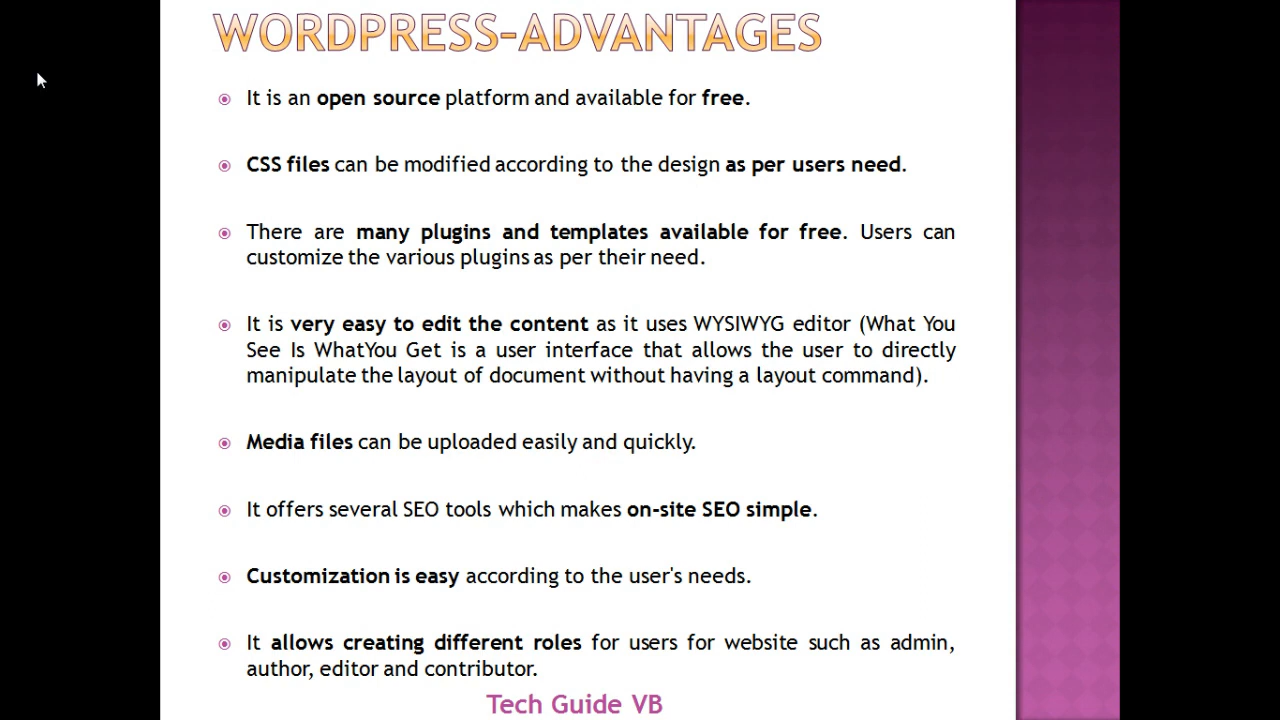 WORDPRESS-ADVANTAGES
It is an open source platform and available for free.
CSS files can be modified according to the design as per users need.
There are many plugins and templates available for free. Users can
customize the various plugins as per their need.
It is very easy to edit the content as it uses WYSIWYG editor (What You
See Is WhatYou Get is a user interface that allows the user to directly
manipulate the layout of document without having a layout command).
Media files can be uploaded easily and quickly.
It offers several SEO tools which makes on-site SEO simple.
Customization is easy according to the user's needs.
It allows creating different roles for users for website such as admin,
author, editor and contributor.
Tech Guide VB